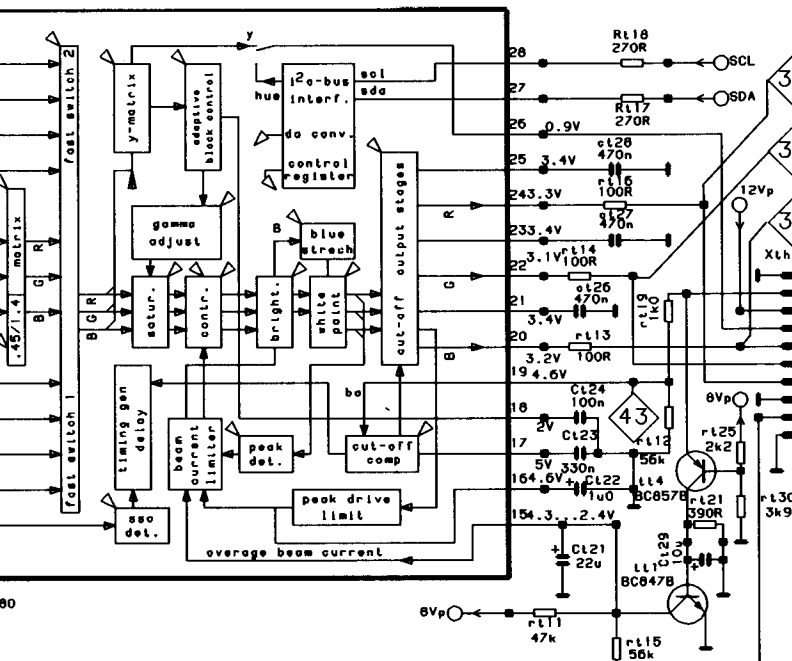 y
fast switch 2
y-matrix
adaptive
black control
i²c-bus
interf.
scl
sda
hue
da conv.
control
register
cut-off output stages
28
Rt18
270R
SCL
27
Rt17
270R
SDA
26
0.9V
25
3.4V
ct28
470n
24
3.3V
rt16
100R
R
23
3.4V
ct27
470n
12Vp
22
3.1V
rt14
100R
G
21
3.4V
ct26
470n
20
3.2V
rt13
100R
B
19
4.6V
rt19
1k0
matrix
.45/1.4
R
G
B
gamma
adjust
B
blue
strech
R
G
B
satur.
contr.
bright.
white
point
fast switch 1
timing gen
delay
beam
current
limiter
peak
det.
cut-off
comp
peak drive
limit
ssc
det.
average beam current
18
2V
Ct24
100n
43
8Vp
17
5V
Ct23
330n
rt12
56k
rt25
2k2
16
4.6V
+
Ct22
1u0
tt4
BC857B
rt21
390R
rt30
3k9
15
4.3...2.4V
+
Ct21
22u
Ct29
10u
+
tt1
BC847B
8Vp
rt11
47k
rt15
56k
3
3
3
Xth
80